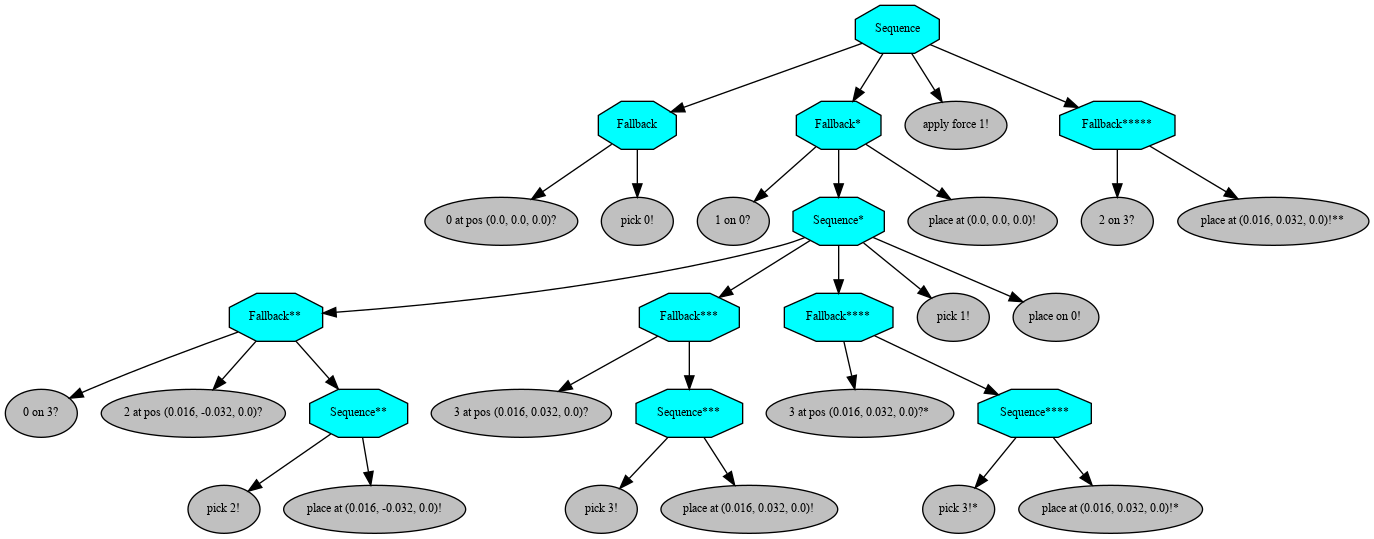 Sequence
Fallback
Fallback*
apply force 1!
Fallback*****
0 at pos (0.0, 0.0, 0.0)?
pick 0!
1 on 0?
Sequence*
place at (0.0, 0.0, 0.0)!
2 on 3?
place at (0.016, 0.032, 0.0)!**
Fallback**
Fallback***
Fallback****
pick 1!
place on 0!
0 on 3?
2 at pos (0.016, -0.032, 0.0)?
Sequence**
3 at pos (0.016, 0.032, 0.0)?
Sequence***
3 at pos (0.016, 0.032, 0.0)?*
Sequence****
pick 2!
place at (0.016, -0.032, 0.0)!
pick 3!
place at (0.016, 0.032, 0.0)!
pick 3!*
place at (0.016, 0.032, 0.0)!*